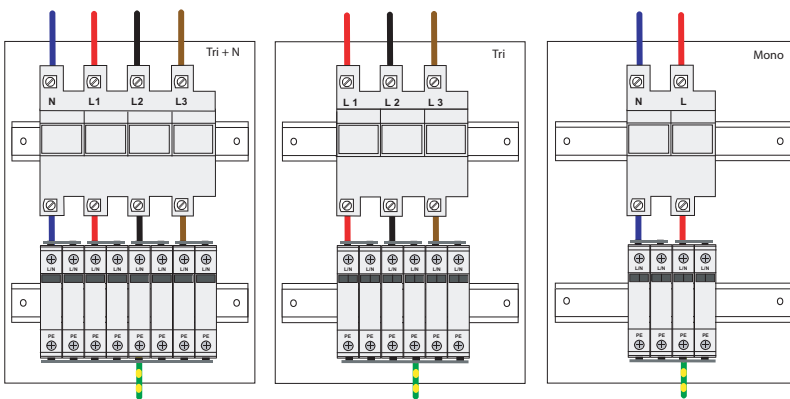 Tri + N
N L1 L2 L3
L/N L/N L/N L/N L/N L/N L/N L/N
PE PE PE PE PE PE PE PE
Tri
L 1 L 2 L 3
L/N L/N L/N L/N L/N L/N
PE PE PE PE PE PE
Mono
N L
L/N L/N L/N L/N
PE PE PE PE